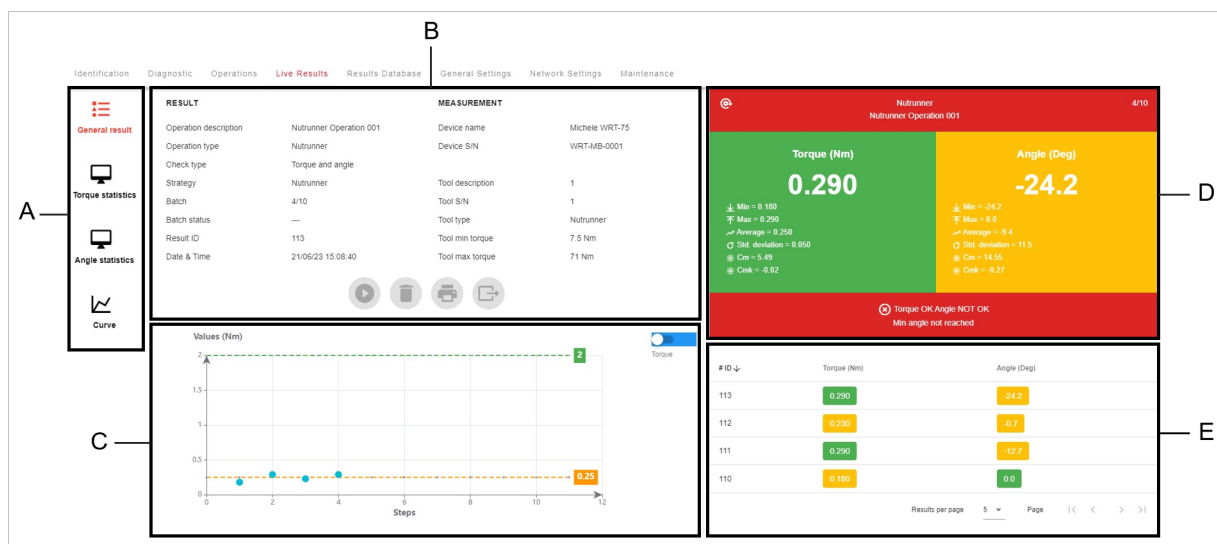 B
Identification Diagnostic Operations Live Results Results Database General Settings Network Settings Maintenance
A
General result
Torque statistics
Angle statistics
Curve
RESULT MEASUREMENT
Operation description Nutrunner Operation 001 Device name Michele WRT-75
Operation type Nutrunner Device S/N WRT-MB-0001
Check type Torque and angle
Strategy Nutrunner Tool description 1
Batch 4/10 Tool S/N 1
Batch status --- Tool type Nutrunner
Result ID 113 Tool min torque 7.5 Nm
Date & Time 21/06/23 15:08:40 Tool max torque 71 Nm
C
Values (Nm)
Torque
2
2
1.5
1
0.5
0.25
0
0 2 4 6 8 10 12
Steps
D
Nutrunner 4/10
Nutrunner Operation 001
Torque (Nm) Angle (Deg)
0.290 -24.2
Min = 0.180 Min = -24.2
Max = 0.290 Max = 0.0
Average = 0.250 Average = -9.4
Std. deviation = 0.050 Std. deviation = 11.5
Cm = 5.49 Cm = 14.55
Cmk = -0.02 Cmk = -0.27
Torque OK Angle NOT OK
Min angle not reached
E
# ID Torque (Nm) Angle (Deg)
113 0.290 -24.2
112 0.230 -0.7
111 0.290 -12.7
110 0.180 0.0
Results per page 5 Page